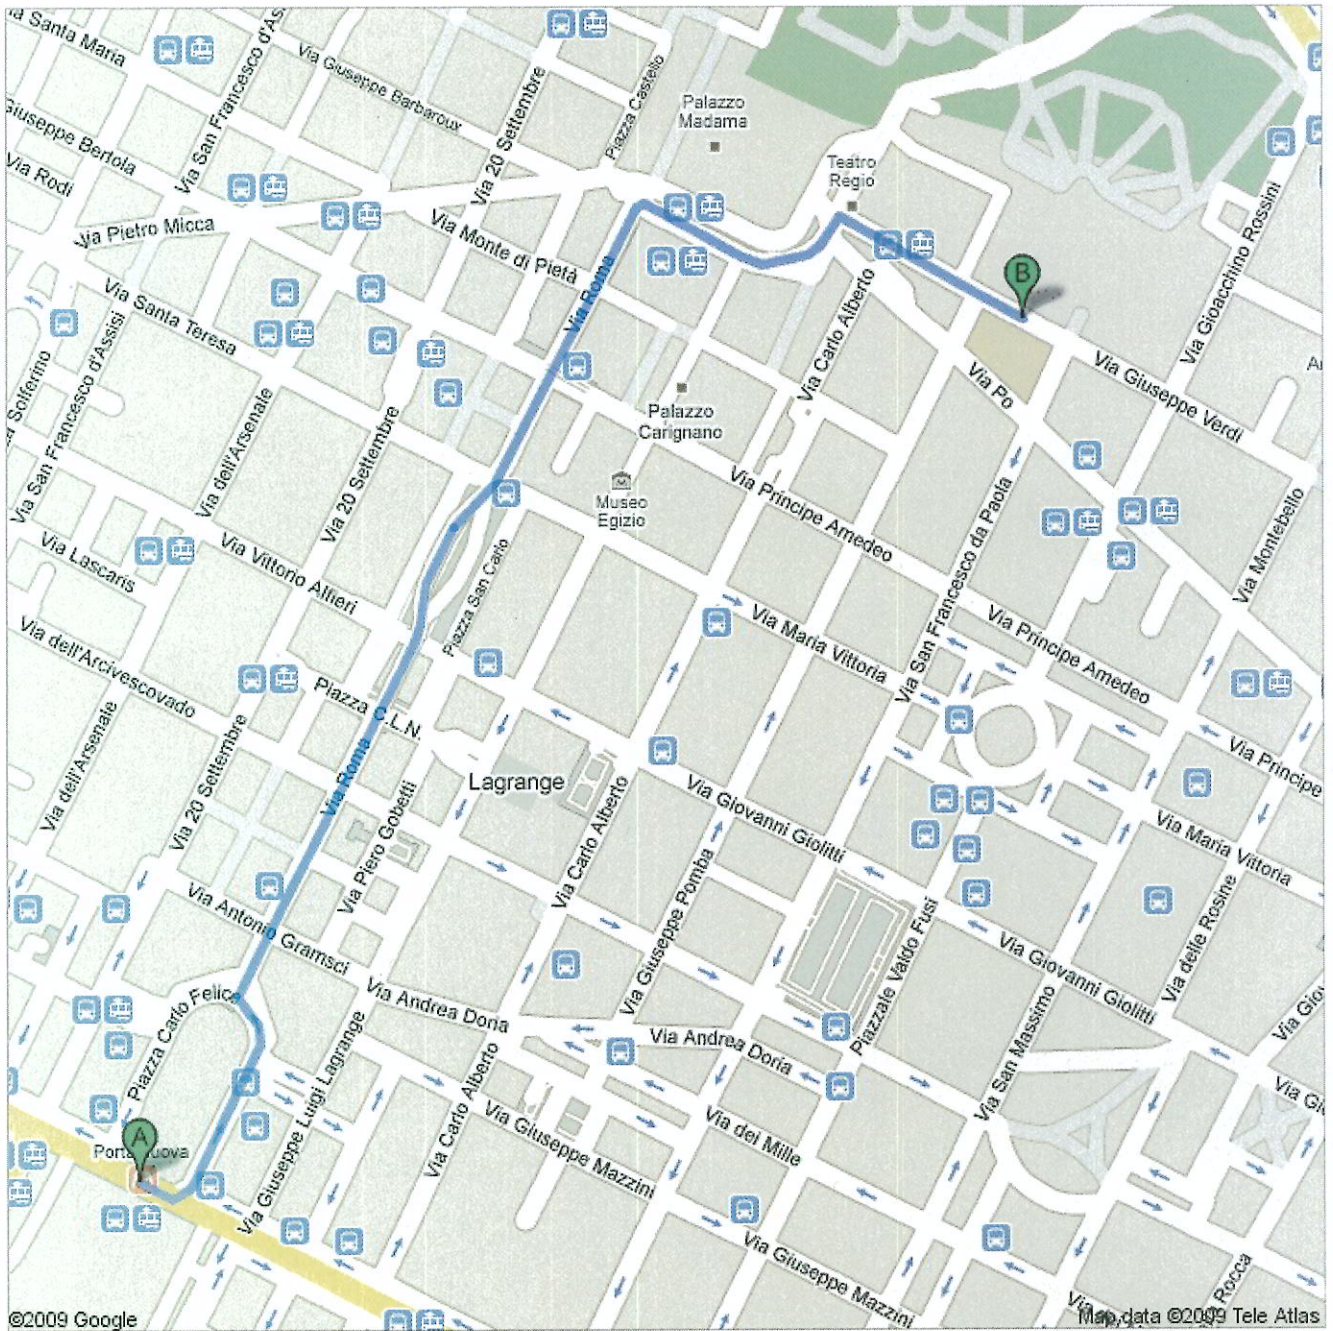 a Santa Maria
Via San Francesco d'Assi
Via Giuseppe Barbaroux
Via 20 Settembre
Piazza Castello
Palazzo
Madama
Giuseppe Bertola
Via Rodi
Teatro
Regio
Via Pietro Micca
Via Monte di Pietà
Via Roma
Via Carlo Alberto
B
Via Gioacchino Rossini
Via Santa Teresa
Via San Francesco d'Assisi
Solferino
Via dell'Arsenale
Via 20 Settembre
Palazzo
Carignano
Via Po
Via Giuseppe Verdi
Museo
Egizio
Via Principe Amedeo
Via San Francesco da Paola
Via Montebello
Via Lascaris
Via Vittorio Alfieri
Piazza San Carlo
Via Maria Vittoria
Via Principe Amedeo
Via dell'Arcivescovado
Piazza C.L.N.
Via dell'Arsenale
Via 20 Settembre
Via Roma
Lagrange
Via Carlo Alberto
Via Giovanni Giolitti
Via Principe
Via Maria Vittoria
Via Piero Gobetti
Via Giuseppe Pomba
Piazzale Valdo Fusi
Via delle Rosine
Via Antonio Gramsci
Via Giovanni Giolitti
Via Giov
Piazza Carlo Felice
Via Andrea Doria
Via Andrea Doria
Via San Massimo
Via Giuseppe Luigi Lagrange
Via Carlo Alberto
Via Giuseppe Mazzini
Via dei Mille
Via Gi
A
Porta Nuova
Via Giuseppe Mazzini
Rocca
Via
©2009 Google
Map data ©2009 Tele Atlas